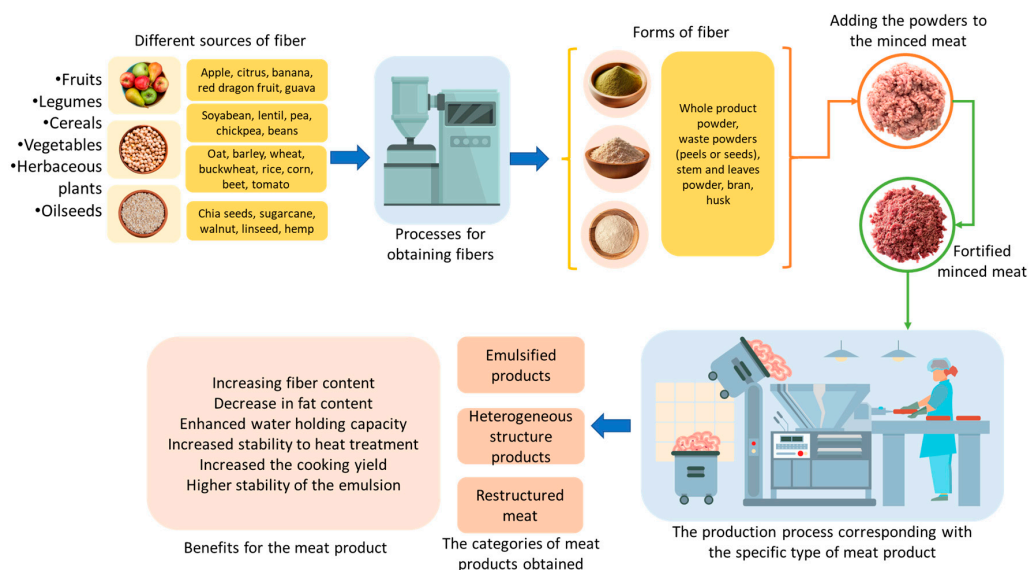 Different sources of fiber
•Fruits
•Legumes
•Cereals
•Vegetables
•Herbaceous
plants
•Oilseeds
Apple, citrus, banana,
red dragon fruit, guava
Soyabean, lentil, pea,
chickpea, beans
Oat, barley, wheat,
buckwheat, rice, corn,
beet, tomato
Chia seeds, sugarcane,
walnut, linseed, hemp
Processes for
obtaining fibers
Forms of fiber
Whole product
powder,
waste powders
(peels or seeds),
stem and leaves
powder, bran,
husk
Adding the powders to
the minced meat
Fortified
minced meat
The production process corresponding with
the specific type of meat product
Emulsified
products
Heterogeneous
structure
products
Restructured
meat
The categories of meat
products obtained
Increasing fiber content
Decrease in fat content
Enhanced water holding capacity
Increased stability to heat treatment
Increased the cooking yield
Higher stability of the emulsion
Benefits for the meat product